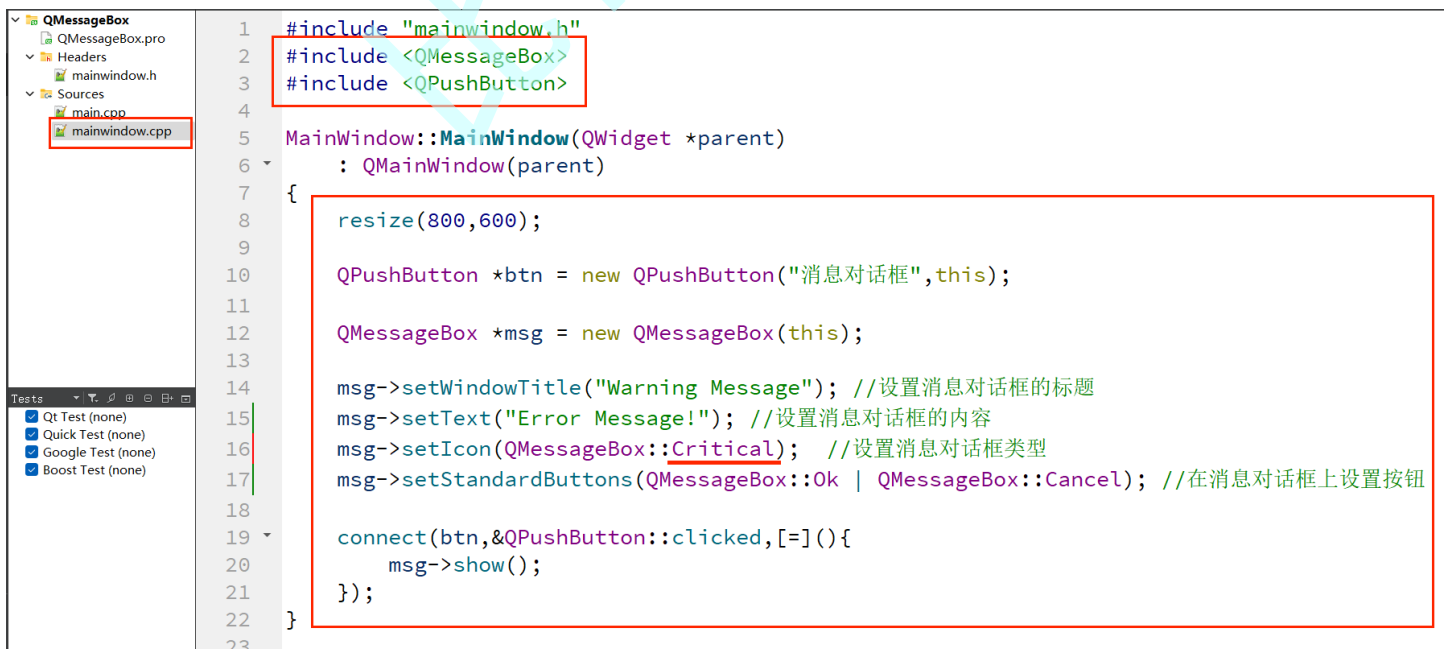 QMessageBox
QMessageBox.pro
Headers
mainwindow.h
Sources
main.cpp
mainwindow.cpp
Tests
Qt Test (none)
Quick Test (none)
Google Test (none)
Boost Test (none)
1 #include "mainwindow.h"
2 #include <QMessageBox>
3 #include <QPushButton>
4
5 MainWindow::MainWindow(QWidget *parent)
6 : QMainWindow(parent)
7 {
8 resize(800,600);
9
10 QPushButton *btn = new QPushButton("消息对话框",this);
11
12 QMessageBox *msg = new QMessageBox(this);
13
14 msg->setWindowTitle("Warning Message"); //设置消息对话框的标题
15 msg->setText("Error Message!"); //设置消息对话框的内容
16 msg->setIcon(QMessageBox::Critical); //设置消息对话框类型
17 msg->setStandardButtons(QMessageBox::Ok | QMessageBox::Cancel); //在消息对话框上设置按钮
18
19 connect(btn,&QPushButton::clicked,[=](){
20 msg->show();
21 });
22 }
23